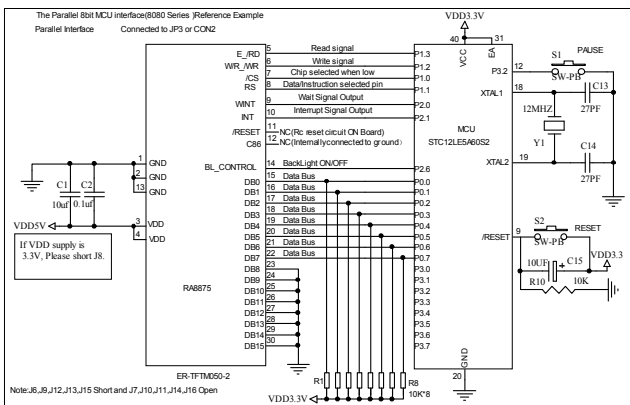 The Parallel 8bit MCU interface(8080 Series )Reference Example
Parallel Interface Connected to JP3 or CON2
VDD3.3V
40 31
VCC EA
E_/RD 5 Read signal P1.3
W/R_/WR 6 Write signal P1.2
/CS 7 Chip selected when low P1.0
RS 8 Data/Instruction selected pin P1.1
WINT 9 Wait Signal Output P2.0
INT 10 Interrupt Signal Output P2.1
/RESET 11 NC(Rc reset circuit ON Board)
C86 12 NC(Internallyconnected to ground)
BL_CONTROL 14 BackLight ON/OFF P2.6
DB0 15 Data Bus P0.0
DB1 16 Data Bus P0.1
DB2 17 Data Bus P0.2
DB3 18 Data Bus P0.3
DB4 19 Data Bus P0.4
DB5 20 Data Bus P0.5
DB6 21 Data Bus P0.6
DB7 22 Data Bus P0.7
DB8 23 P3.0
DB9 24 P3.1
DB10 25 P3.2
DB11 26 P3.3
DB12 27 P3.4
DB13 28 P3.5
DB14 29 P3.6
DB15 30 P3.7
1 GND
2 GND
13 GND
C1 C2
10uf 0.1uf
VDD5V
3 VDD
4 VDD
If VDD supply is
3.3V, Please short J8.
RA8875
ER-TFTM050-2
MCU
STC12LE5A60S2
P3.2 12
S1 PAUSE
SW-PB
XTAL1 18
C13
27PF
12MHZ
Y1
C14
XTAL2 19
27PF
S2
/RESET 9 RESET
SW-PB
VDD3.3
10UF + C15
R10 10K
GND
20
R1 R8
10K*8
VDD3.3V
Note:J6,J9,J12,J13,J15 Short and J7,J10,J11,J14,J16 Open